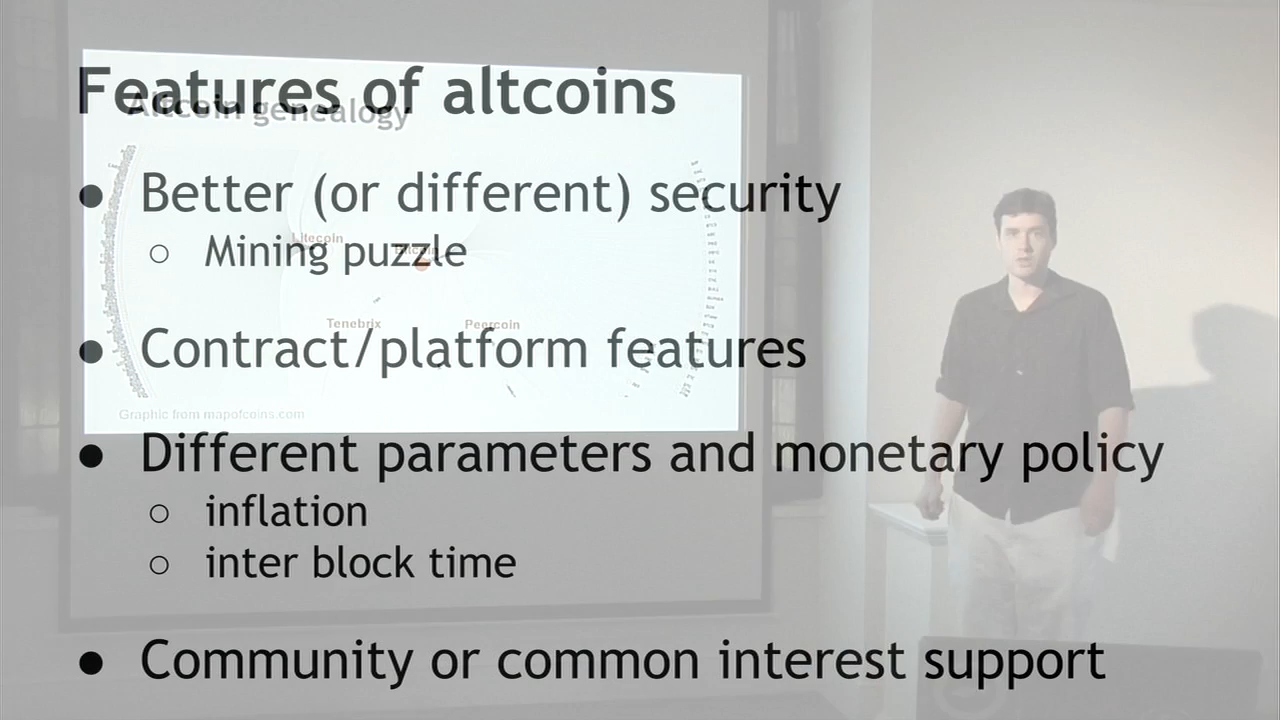 Features of altcoins
Altcoin genealogy
● Better (or different) security
○ Mining puzzle
Litecoin
Bitcoin
Tenebrix
Peercoin
● Contract/platform features
Graphic from mapofcoins.com
● Different parameters and monetary policy
○ inflation
○ inter block time
● Community or common interest support